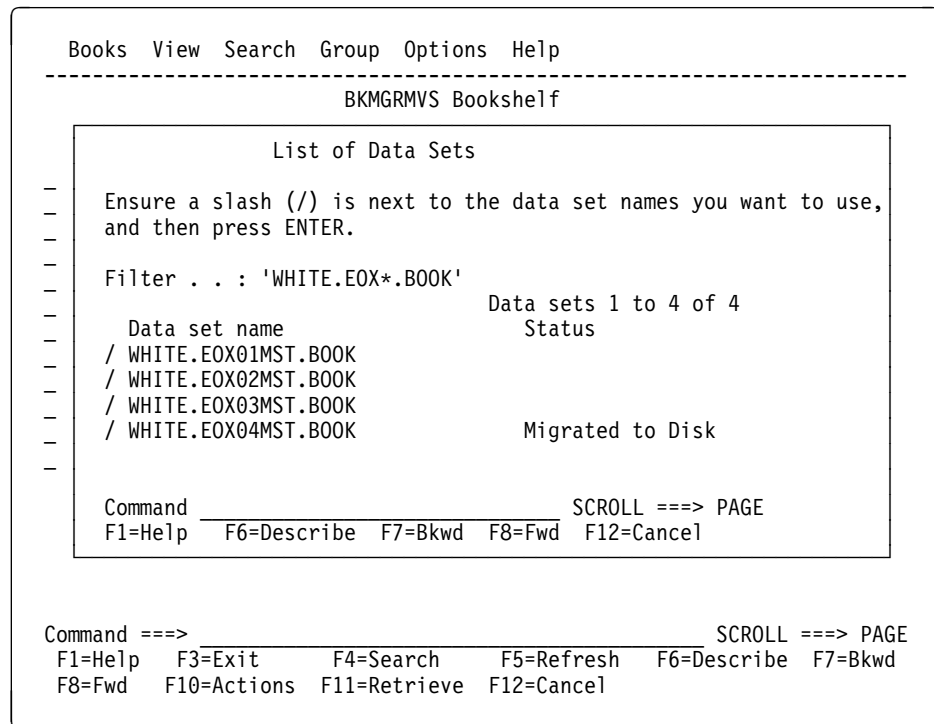 Books  View  Search  Group  Options  Help
------------------------------------------------------------------------
BKMGRMVS Bookshelf
List of Data Sets
Ensure a slash (/) is next to the data set names you want to use,
and then press ENTER.
Filter . . : 'WHITE.EOX*.BOOK'
Data sets 1 to 4 of 4
Data set name                    Status
/ WHITE.EOX01MST.BOOK
/ WHITE.EOX02MST.BOOK
/ WHITE.EOX03MST.BOOK
/ WHITE.EOX04MST.BOOK              Migrated to Disk
Command ______________________________ SCROLL ===> PAGE
F1=Help   F6=Describe  F7=Bkwd  F8=Fwd  F12=Cancel
Command ===> __________________________________________ SCROLL ===> PAGE
F1=Help   F3=Exit      F4=Search     F5=Refresh   F6=Describe  F7=Bkwd
F8=Fwd   F10=Actions  F11=Retrieve  F12=Cancel